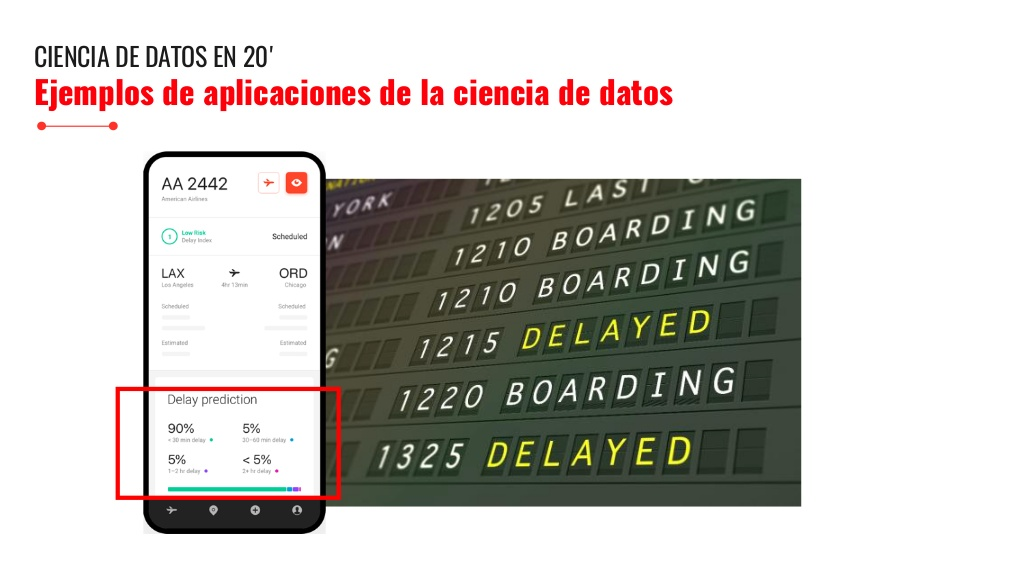 CIENCIA DE DATOS EN 20'
Ejemplos de aplicaciones de la ciencia de datos
AA 2442
American Airlines
Low Risk
Delay Index
Scheduled
LAX
ORD
Los Angeles
4hr 13min
Chicago
Scheduled
Scheduled
Estimated
Estimated
Delay prediction
90%
5%
< 30 min delay
30-60 min delay
5%
< 5%
1-2 hr delay
2+ hr delay
YORK
1205 LAST
N
1210 BOARDING
1210 BOARDING
1215 DELAYED
G
1220 BOARDING
1325 DELAYED